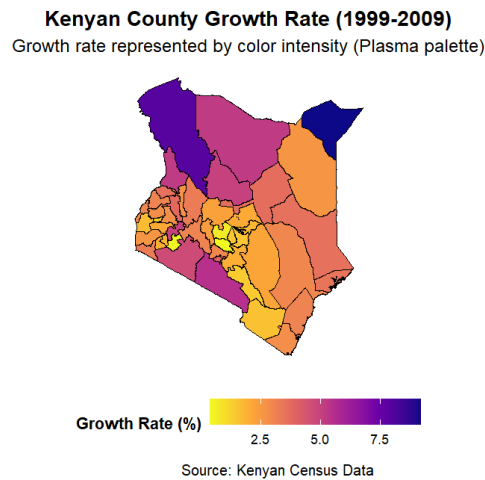 Kenyan County Growth Rate (1999-2009)
Growth rate represented by color intensity (Plasma palette)
Growth Rate (%)
2.5 5.0 7.5
Source: Kenyan Census Data